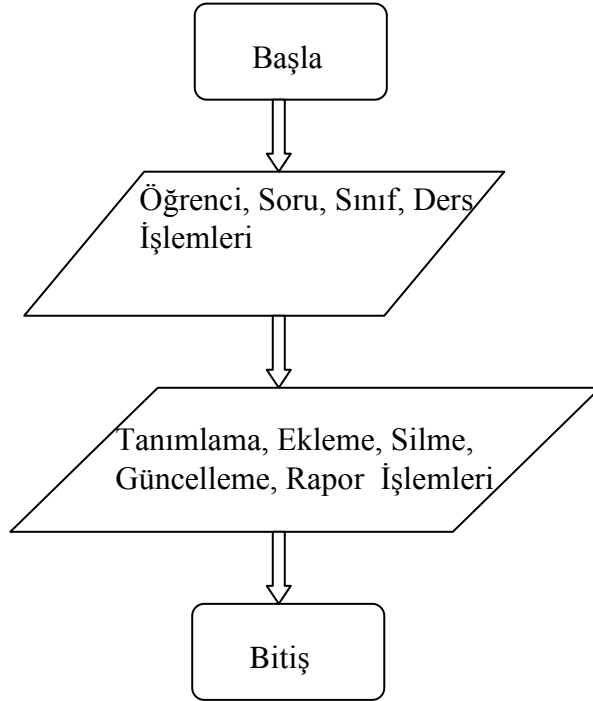 Başla
Öğrenci, Soru, Sınıf, Ders
İşlemleri
Tanımlama, Ekleme, Silme,
Güncelleme, Rapor İşlemleri
Bitiş